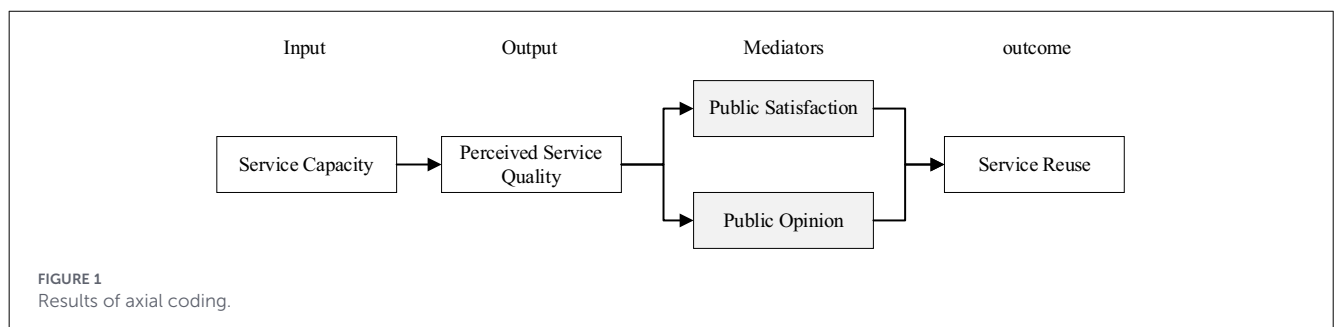 Input Output Mediators outcome
Public Satisfaction
Service Capacity
Perceived Service
Quality
Service Reuse
Public Opinion
FIGURE 1
Results of axial coding.